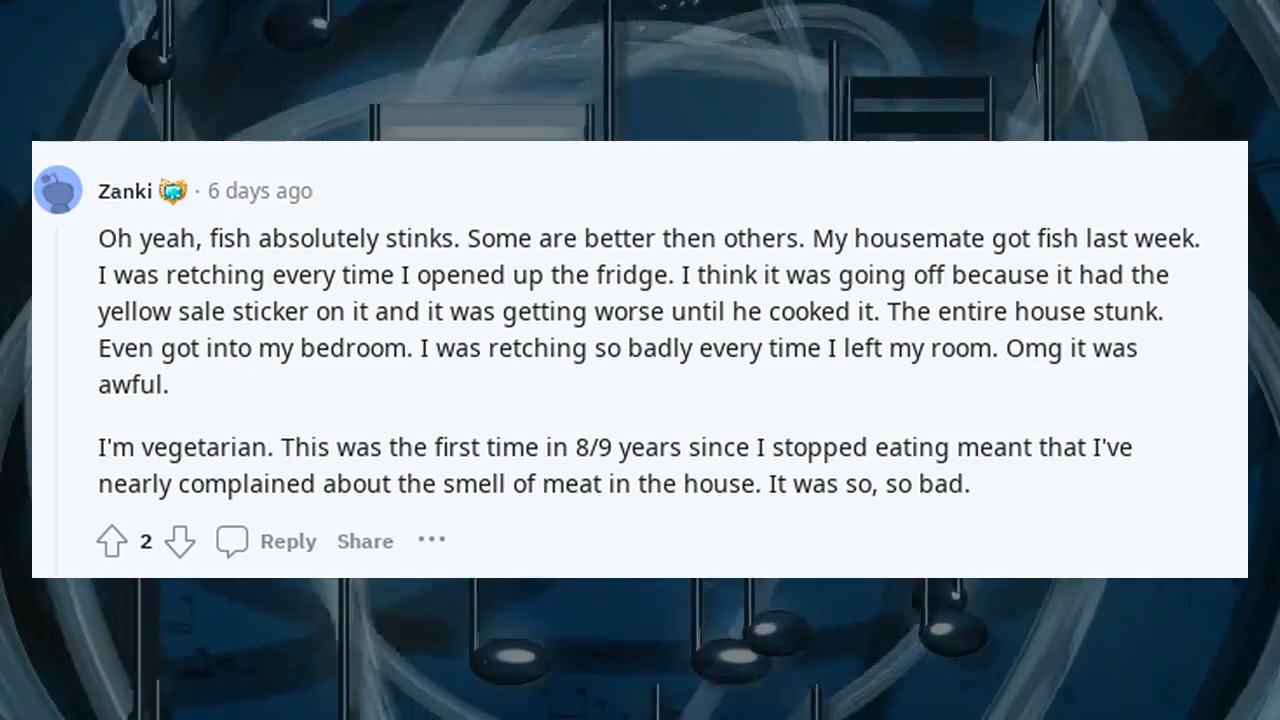 Zanki · 6 days ago
Oh yeah, fish absolutely stinks. Some are better then others. My housemate got fish last week.
I was retching every time I opened up the fridge. I think it was going off because it had the
yellow sale sticker on it and it was getting worse until he cooked it. The entire house stunk.
Even got into my bedroom. I was retching so badly every time I left my room. Omg it was
awful.
I'm vegetarian. This was the first time in 8/9 years since I stopped eating meant that I've
nearly complained about the smell of meat in the house. It was so, so bad.
2 Reply Share ···